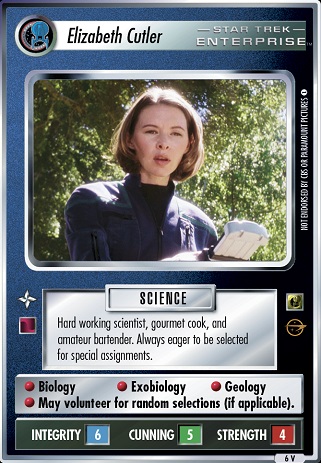 Elizabeth Cutler
STAR TREK
ENTERPRISE™
NOT ENDORSED BY CBS OR PARAMOUNT PICTURES
SCIENCE
Hard working scientist, gourmet cook, and
amateur bartender. Always eager to be selected
for special assignments.
Biology Exobiology Geology
May volunteer for random selections (if applicable).
INTEGRITY 6 CUNNING 5 STRENGTH 4
6 V